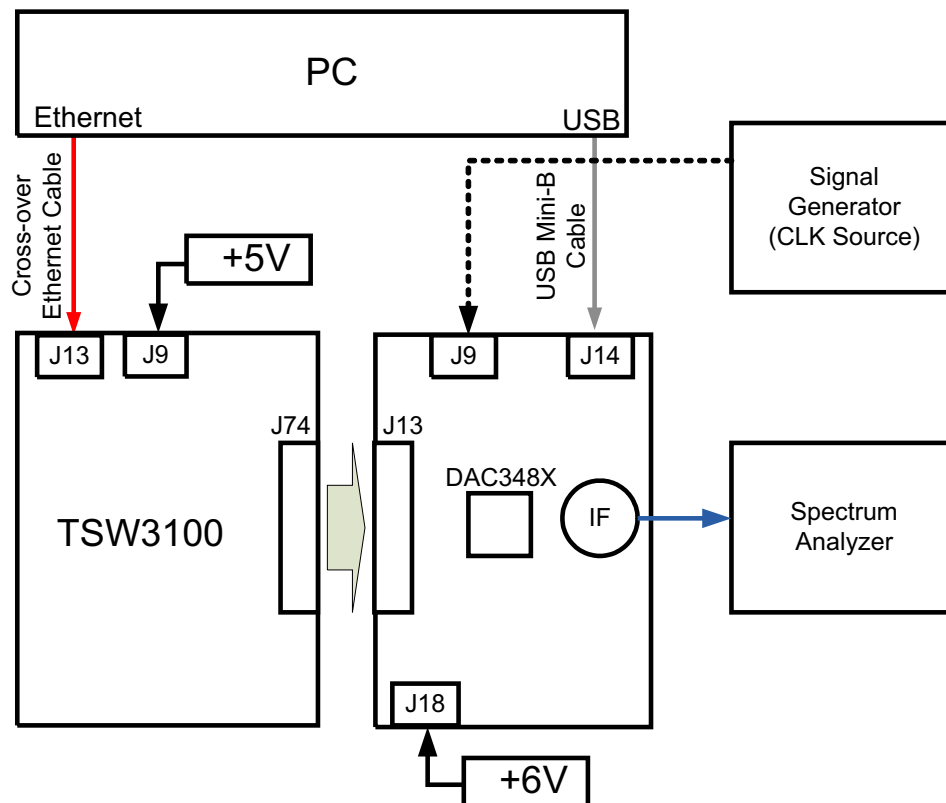 PC
Ethernet
USB
Cross-over
Ethernet Cable
USB Mini-B
Cable
Signal
Generator
(CLK Source)
+5V
J13
J9
J9
J14
J74
J13
DAC348X
TSW3100
IF
Spectrum
Analyzer
J18
+6V